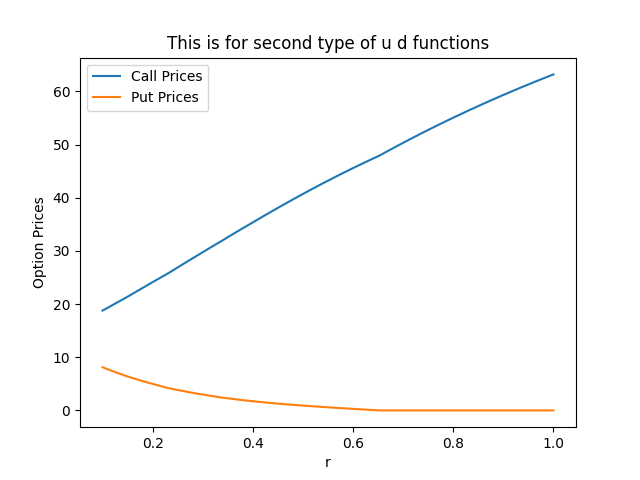 This is for second type of u d functions
Call Prices
Put Prices
Option Prices
60
50
40
30
20
10
0
0.2
0.4
0.6
0.8
1.0
r